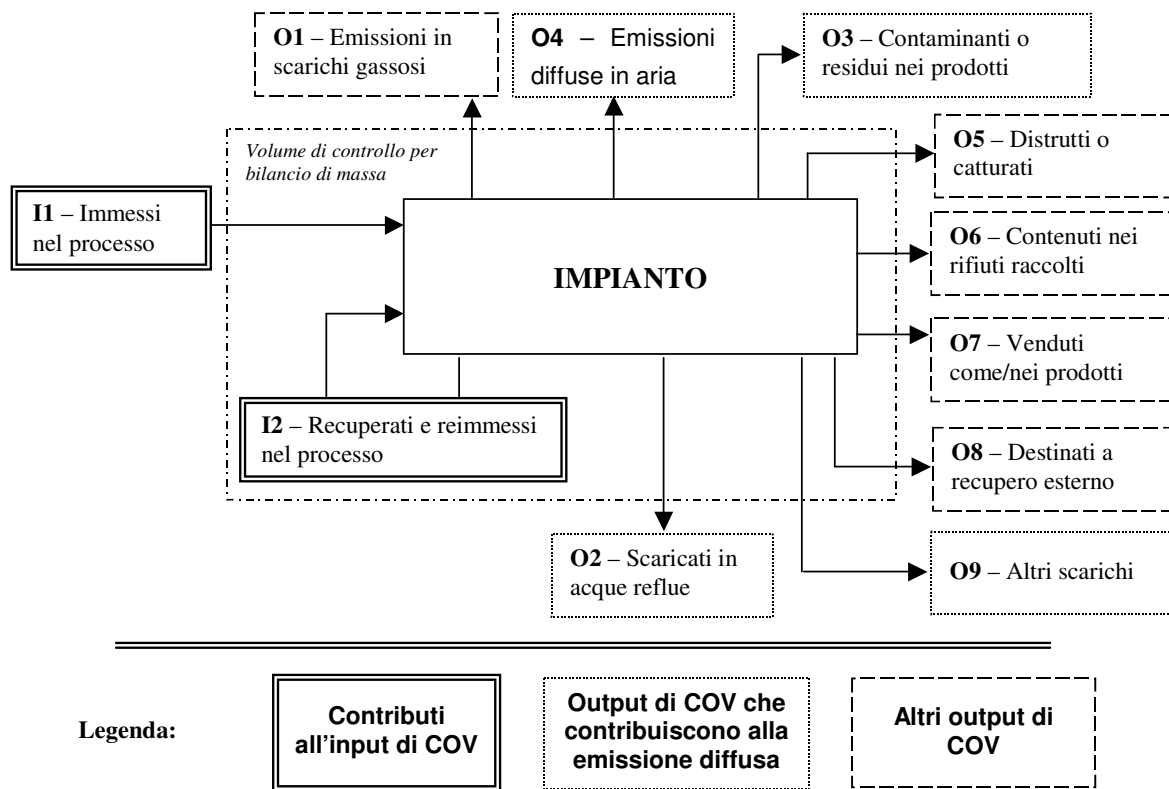 O1 – Emissioni in
scarichi gassosi
O4 – Emissioni
diffuse in aria
O3 – Contaminanti o
residui nei prodotti
Volume di controllo per
bilancio di massa
O5 – Distrutti o
catturati
I1 – Immessi
nel processo
O6 – Contenuti nei
rifiuti raccolti
IMPIANTO
O7 – Venduti
come/nei prodotti
I2 – Recuperati e reimmessi
nel processo
O8 – Destinati a
recupero esterno
O2 – Scaricati in
acque reflue
O9 – Altri scarichi
Legenda:
Contributi
all'input di COV
Output di COV che
contribuiscono alla
emissione diffusa
Altri output di
COV